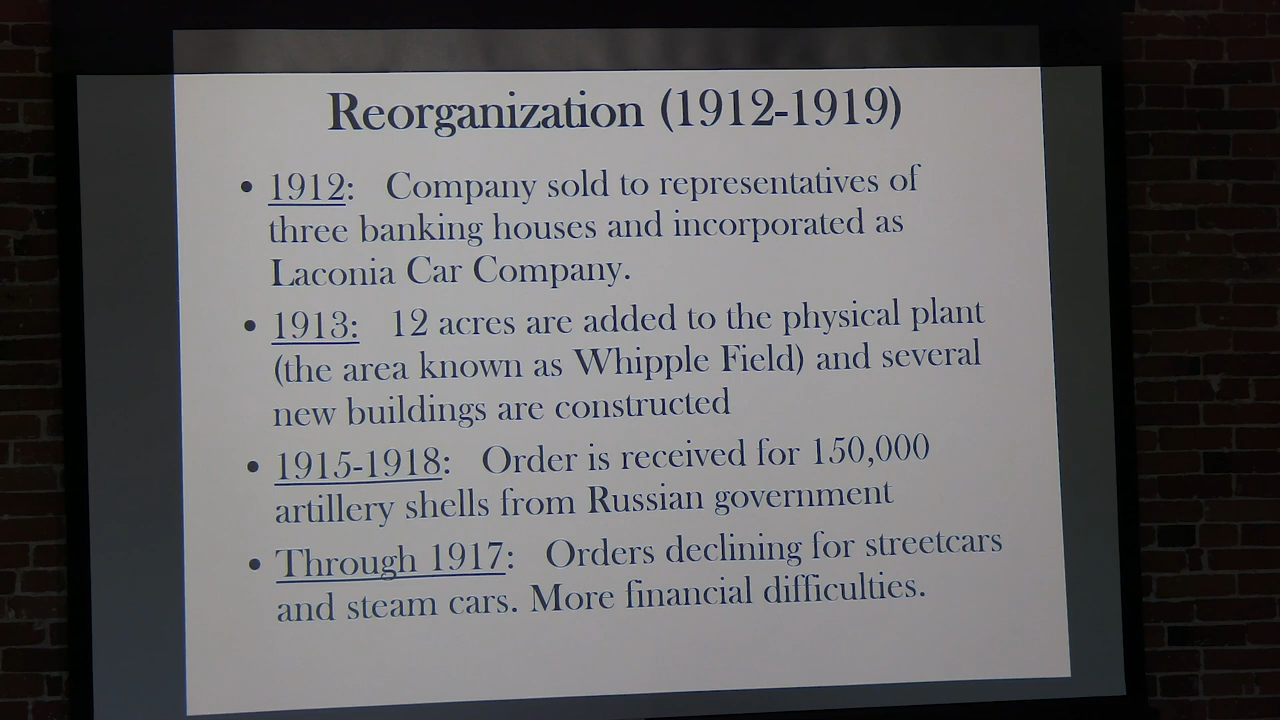 Reorganization (1912-1919)
• 1912: Company sold to representatives of
three banking houses and incorporated as
Laconia Car Company.
• 1913: 12 acres are added to the physical plant
(the area known as Whipple Field) and several
new buildings are constructed
• 1915-1918: Order is received for 150,000
artillery shells from Russian government
• Through 1917: Orders declining for streetcars
and steam cars. More financial difficulties.